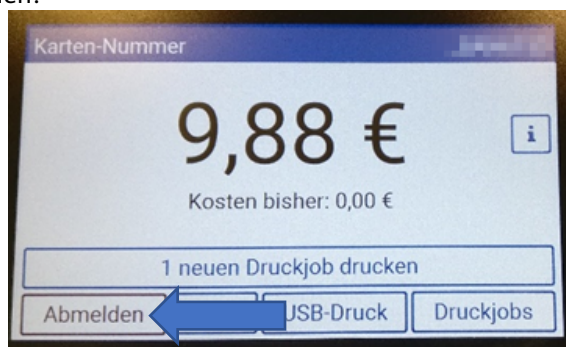 Karten-Nummer
9,88 €
i
Kosten bisher: 0,00 €
1 neuen Druckjob drucken
Abmelden USB-Druck Druckjobs